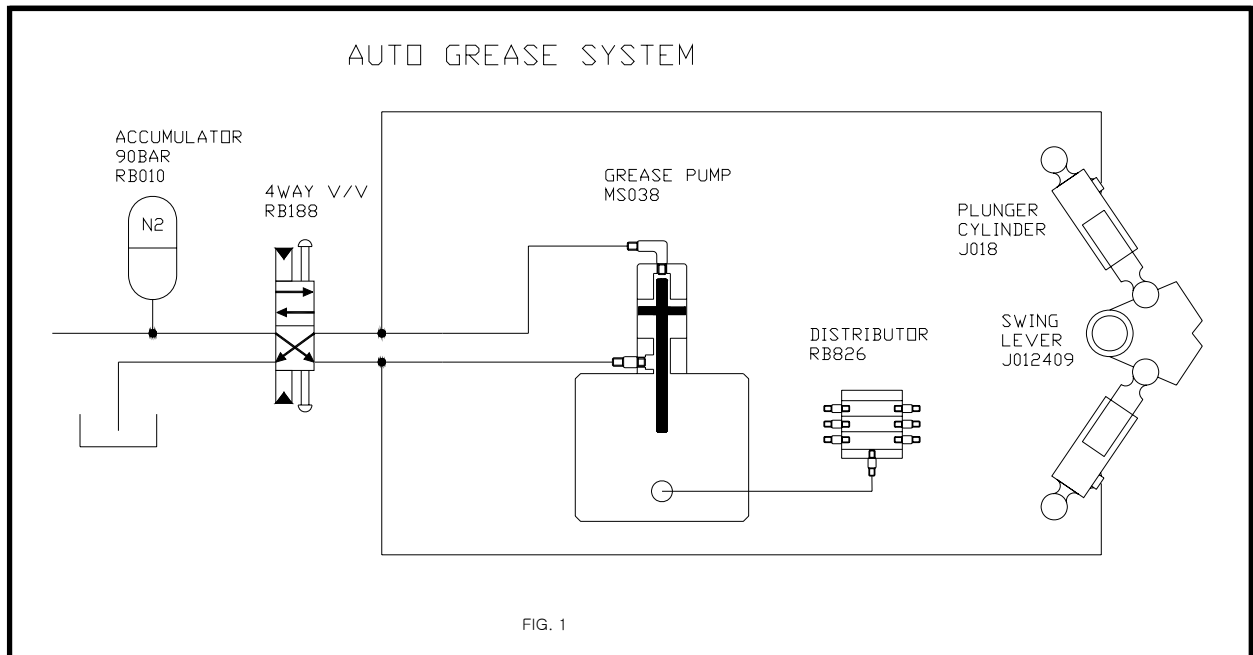 AUTO GREASE SYSTEM
ACCUMULATOR
90BAR
RB010
N2
4WAY V/V
RB188
GREASE PUMP
MS038
PLUNGER
CYLINDER
J018
DISTRIBUTOR
RB826
SWING
LEVER
J012409
FIG. 1